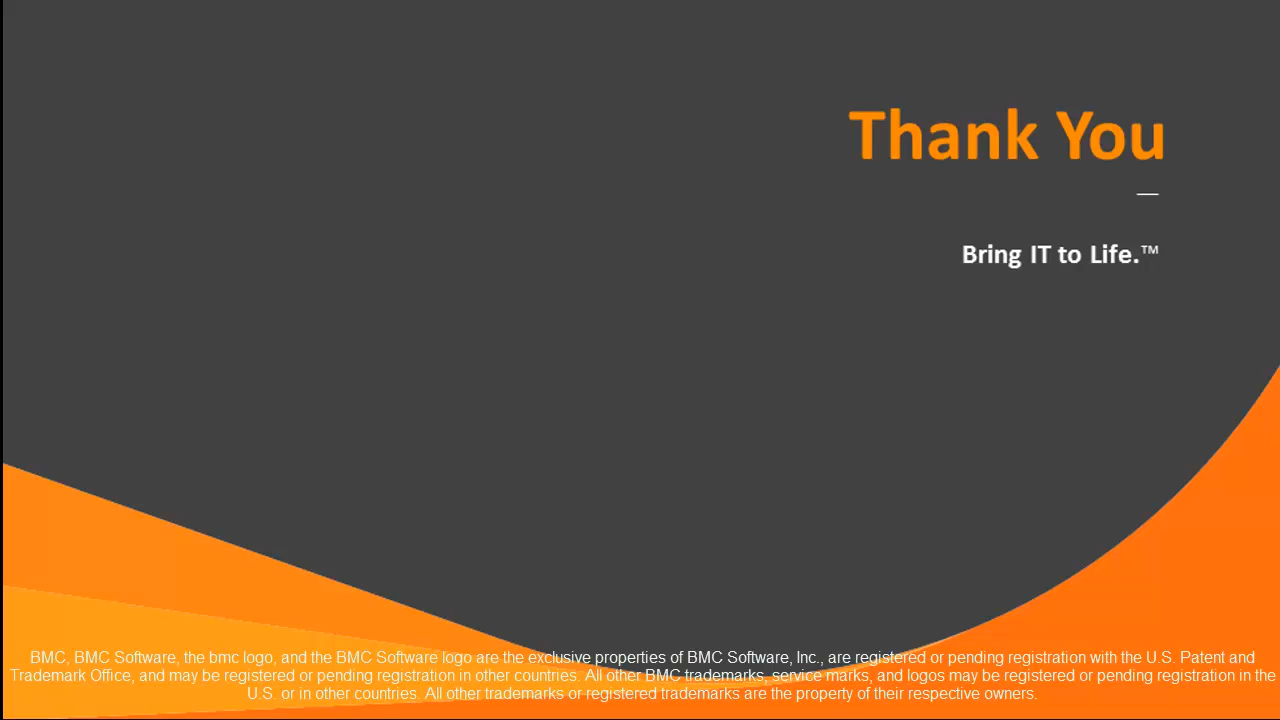 Thank You
—
Bring IT to Life.™
BMC, BMC Software, the bmc logo, and the BMC Software logo are the exclusive properties of BMC Software, Inc., are registered or pending registration with the U.S. Patent and
Trademark Office, and may be registered or pending registration in other countries. All other BMC trademarks, service marks, and logos may be registered or pending registration in the
U.S. or in other countries. All other trademarks or registered trademarks are the property of their respective owners.